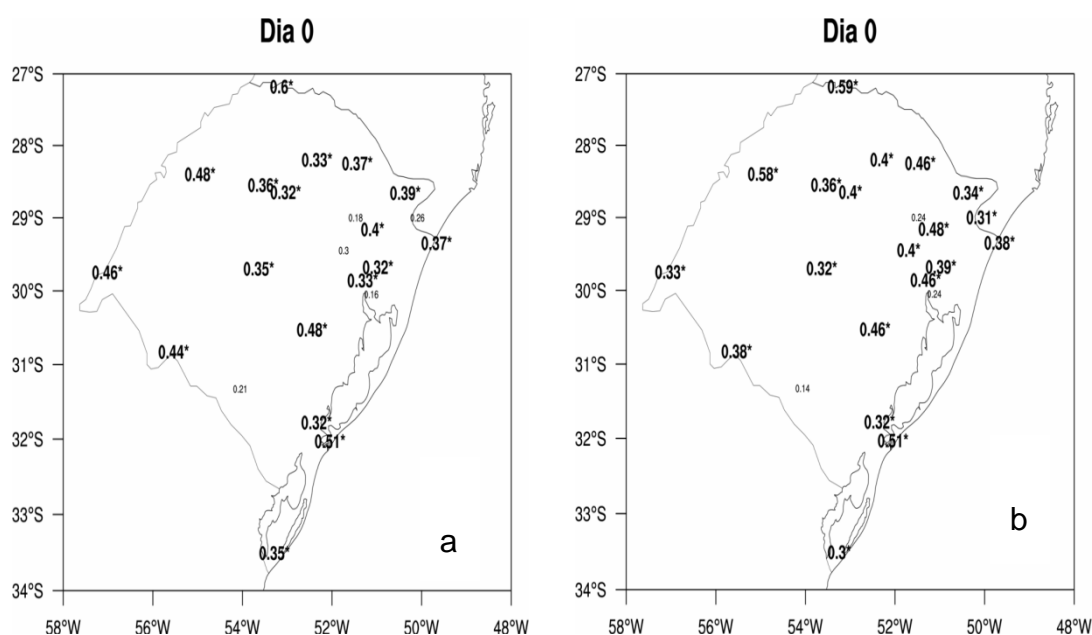 Dia 0
27°S
28°S
29°S
30°S
31°S
32°S
33°S
34°S
58°W 56°W 54°W 52°W 50°W 48°W
0.6*
0.33*
0.37*
0.48*
0.36*
0.32*
0.39*
0.18
0.26
0.4*
0.37*
0.3
0.35*
0.32*
0.46*
0.33*
0.16
0.48*
0.44*
0.21
0.32*
0.51*
0.35*
a
Dia 0
27°S
28°S
29°S
30°S
31°S
32°S
33°S
34°S
58°W 56°W 54°W 52°W 50°W 48°W
0.59*
0.4*
0.46*
0.58*
0.36*
0.4*
0.34*
0.24
0.31*
0.48*
0.38*
0.4*
0.32*
0.39*
0.33*
0.46*
0.24
0.46*
0.38*
0.14
0.32*
0.51*
0.3*
b